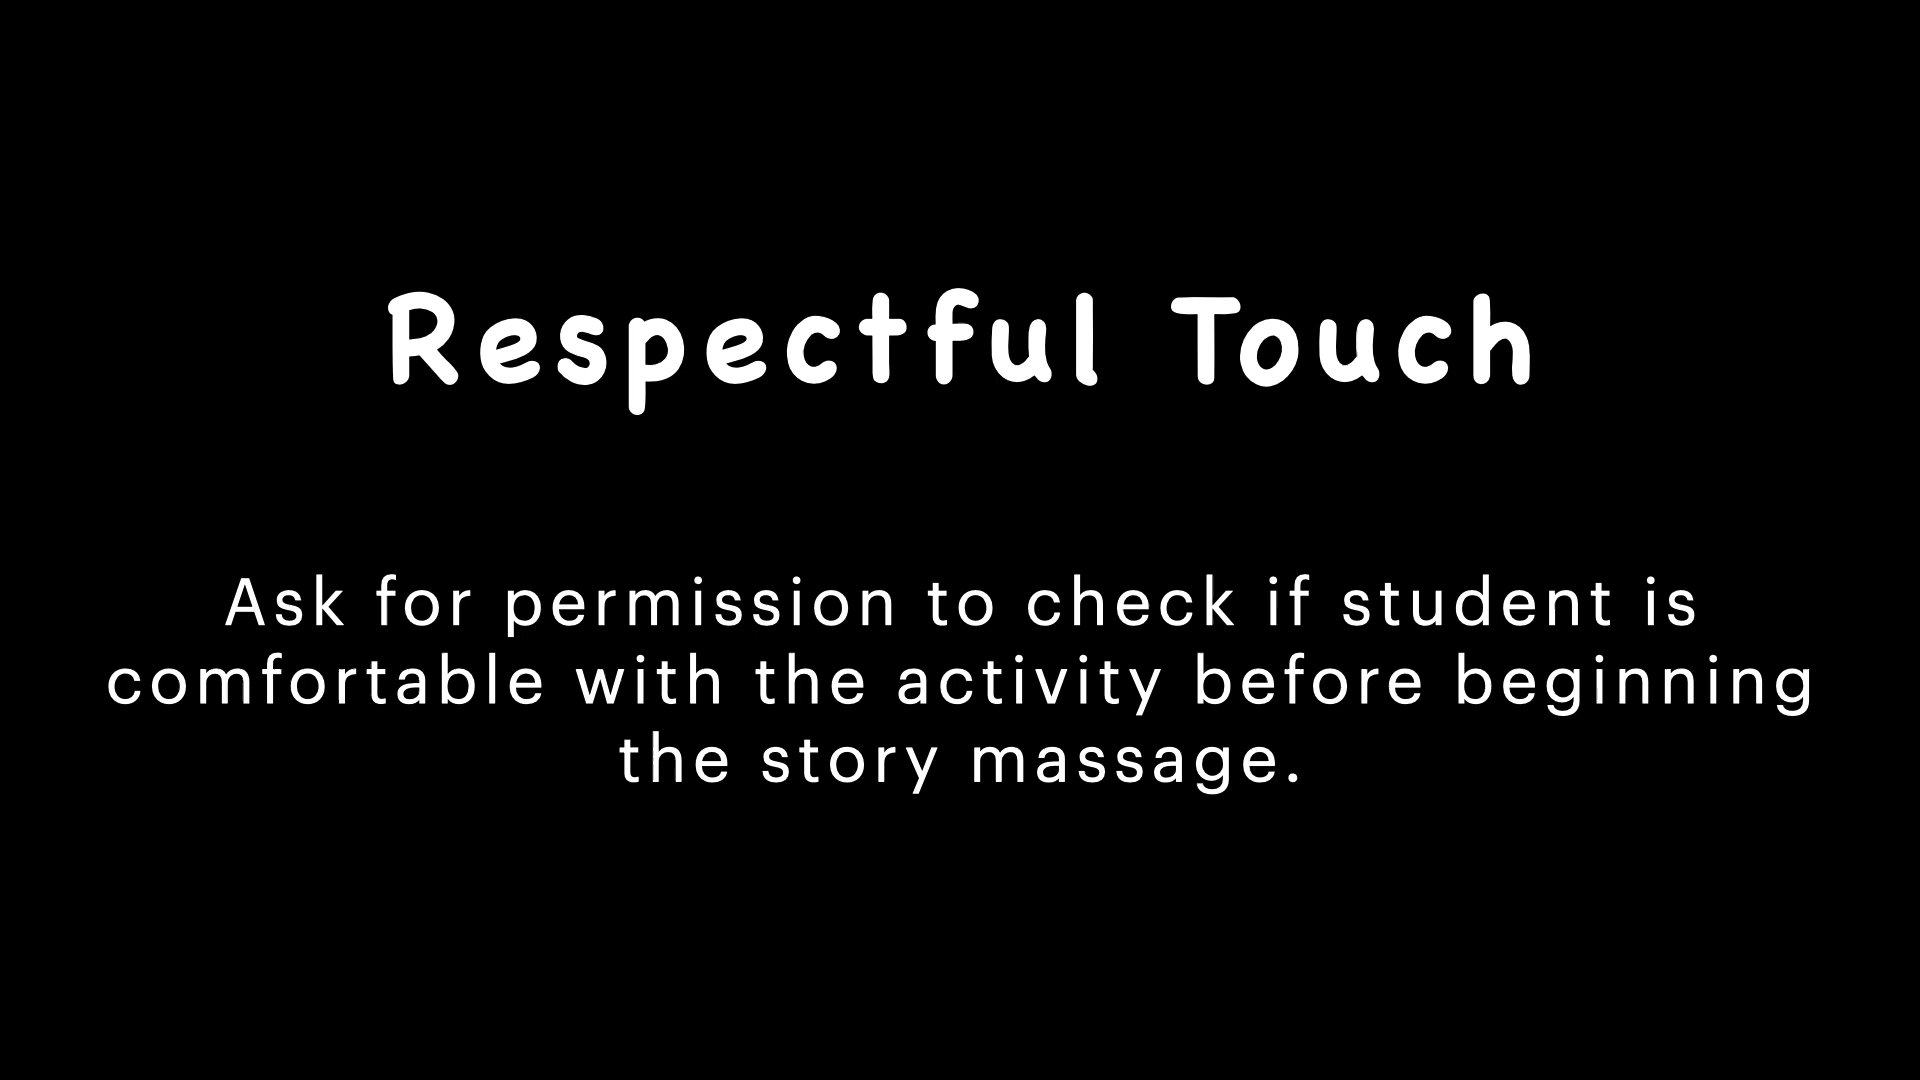 Respectful Touch
Ask for permission to check if student is
comfortable with the activity before beginning
the story massage.